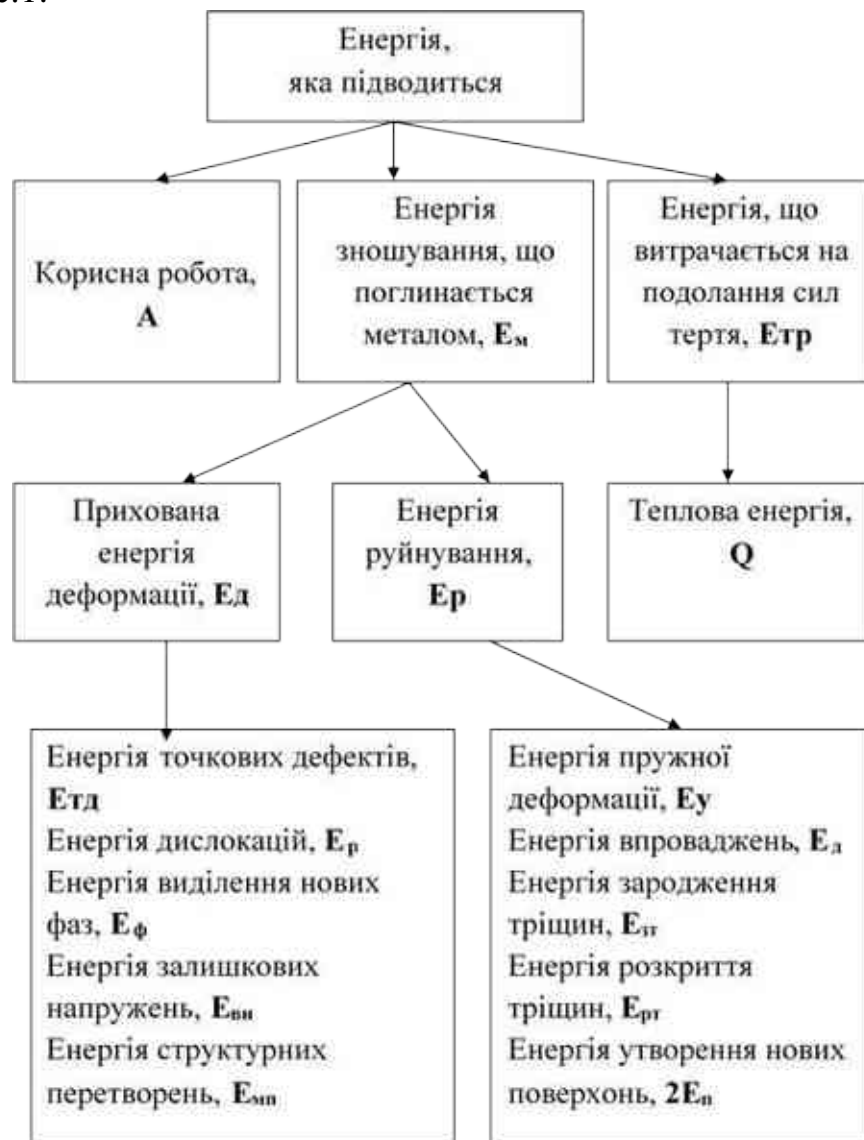 Енергія,
яка підводиться
Корисна робота,
А
Енергія
зношування, що
поглинається
металом, Ем
Енергія, що
витрачається на
подолання сил
тертя, Етр
Прихована
енергія
деформації, Ед
Енергія
руйнування,
Ер
Теплова енергія,
Q
Енергія точкових дефектів,
Етд
Енергія дислокацій, Ер
Енергія виділення нових
фаз, Еф
Енергія залишкових
напружень, Евн
Енергія структурних
перетворень, Емп
Енергія пружної
деформації, Еу
Енергія впроваджень, Ед
Енергія зародження
тріщин, Езт
Енергія розкриття
тріщин, Ерт
Енергія утворення нових
поверхонь, 2Еп